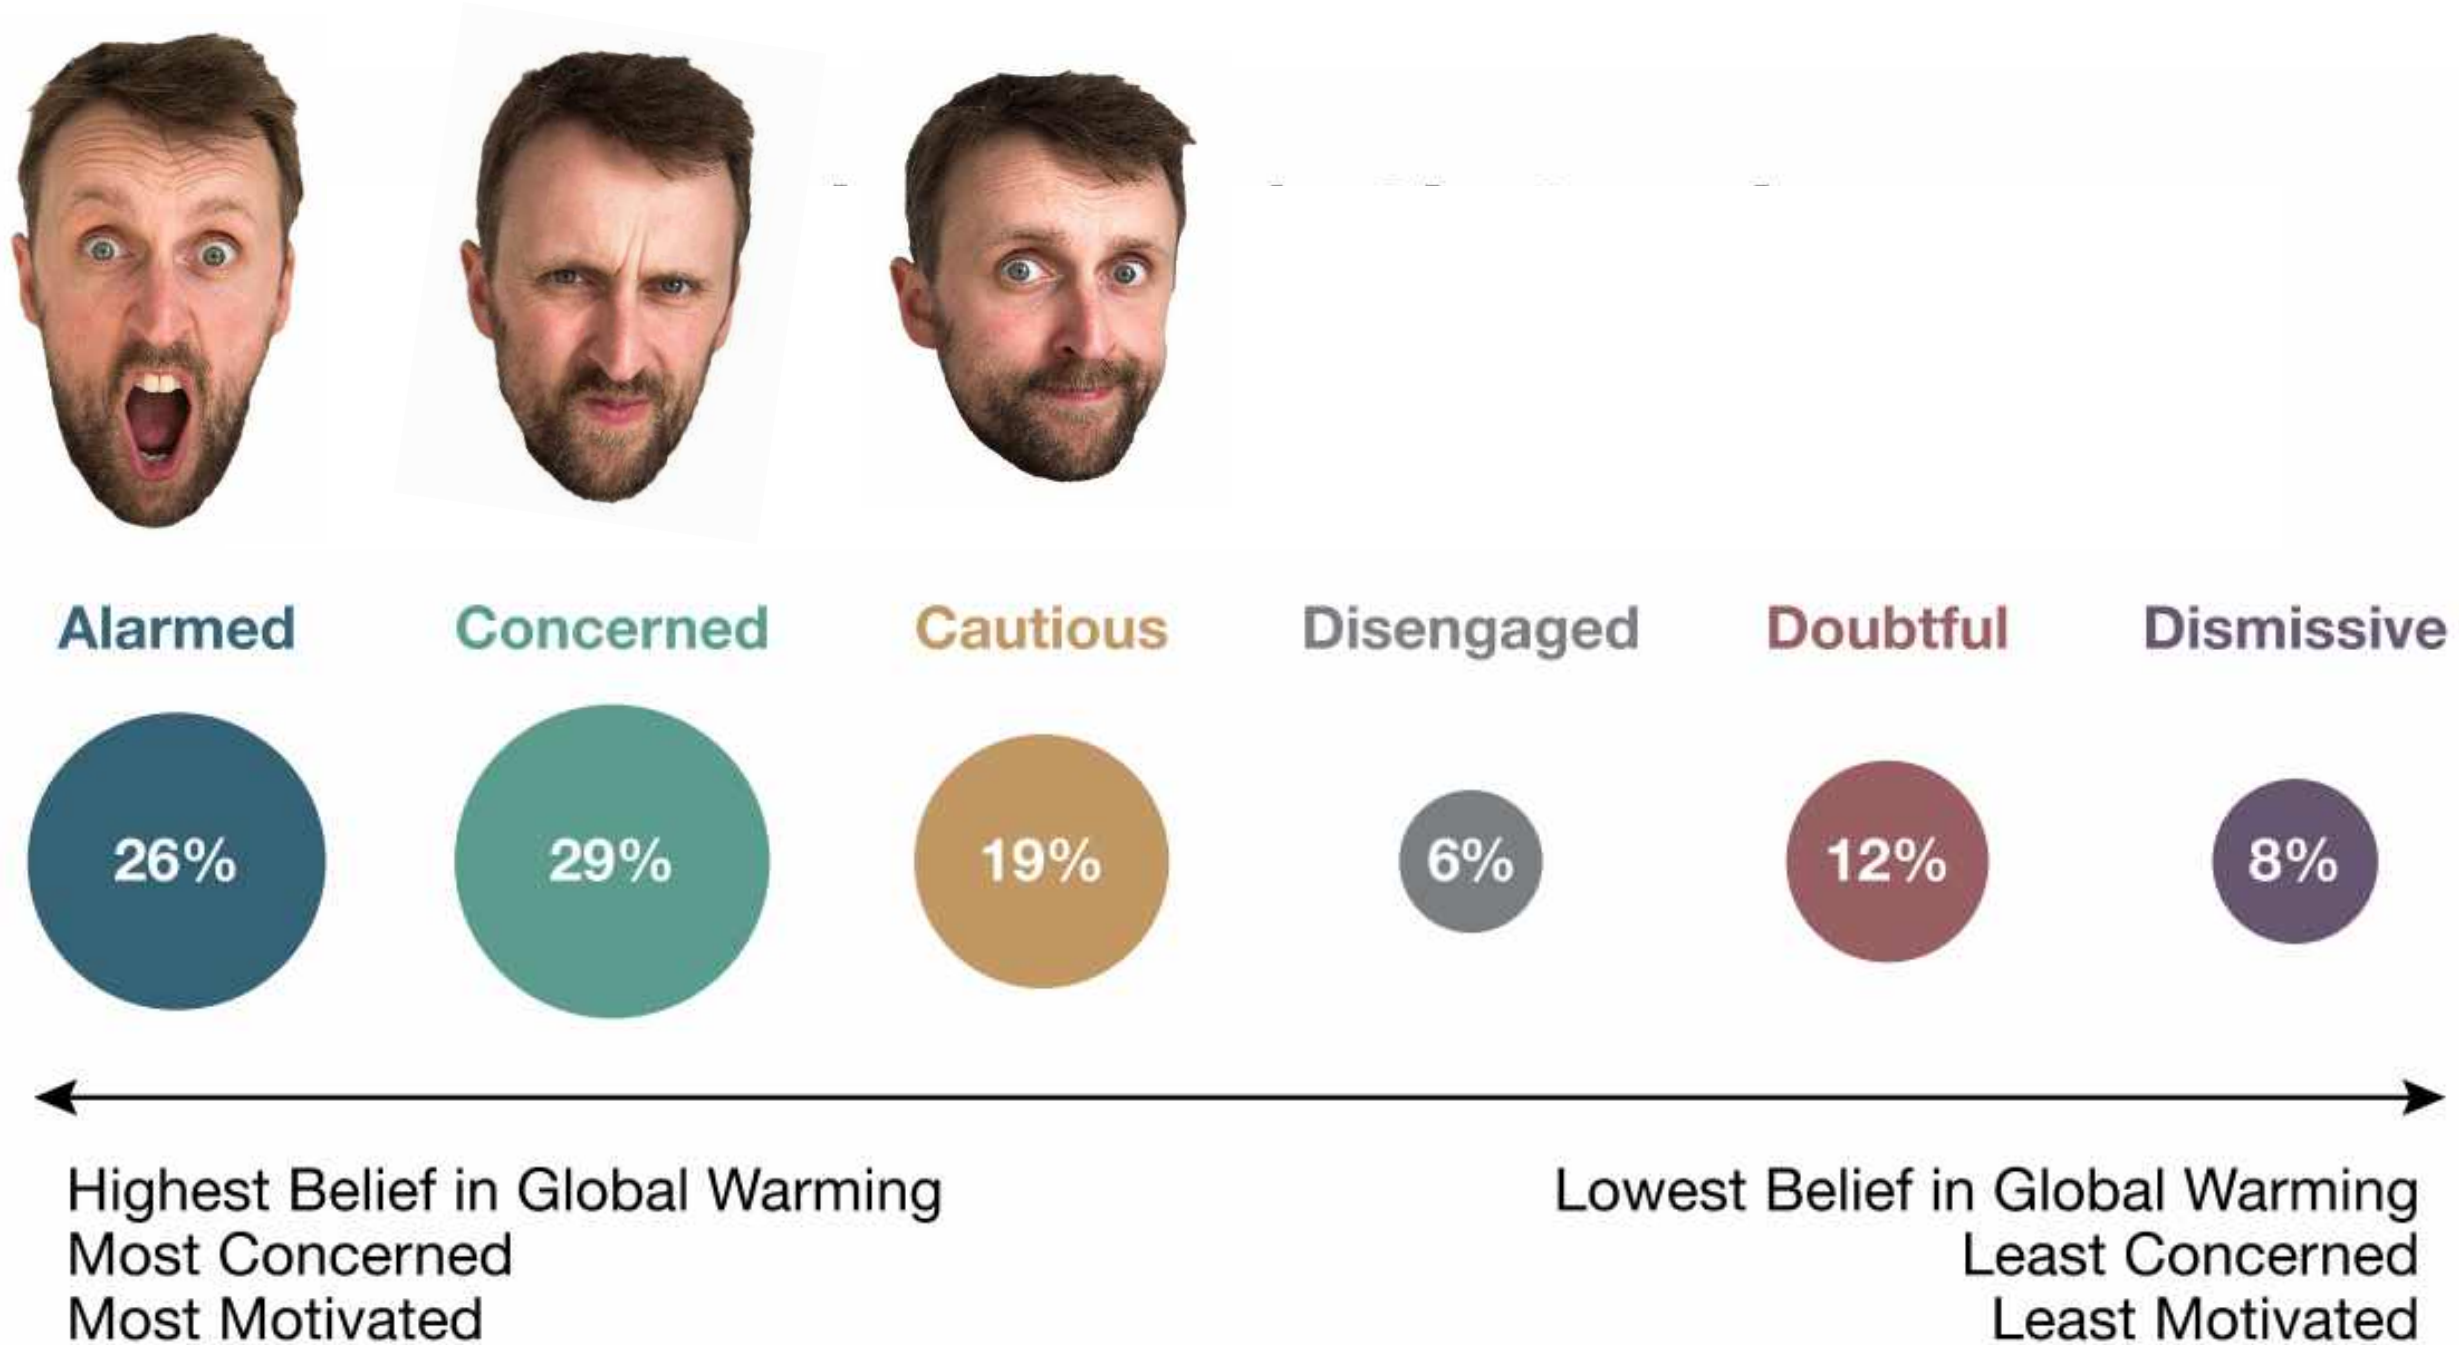 Alarmed Concerned Cautious Disengaged Doubtful Dismissive
26% 29% 19% 6% 12% 8%
Highest Belief in Global Warming
Most Concerned
Most Motivated
Lowest Belief in Global Warming
Least Concerned
Least Motivated